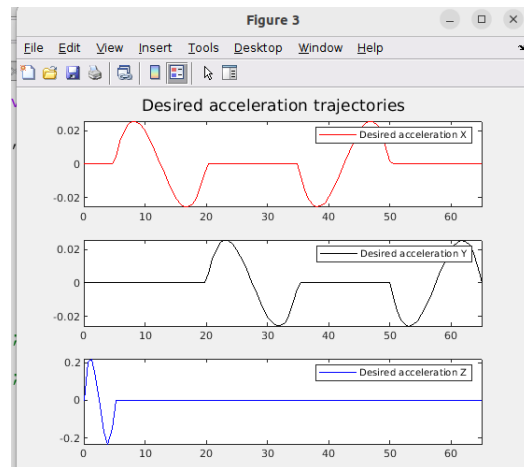 Figure 3
File Edit View Insert Tools Desktop Window Help
Desired acceleration trajectories
0.02
0
-0.02
Desired acceleration X
0 10 20 30 40 50 60
0.02
0
-0.02
Desired acceleration Y
0 10 20 30 40 50 60
0.2
0
-0.2
Desired acceleration Z
0 10 20 30 40 50 60